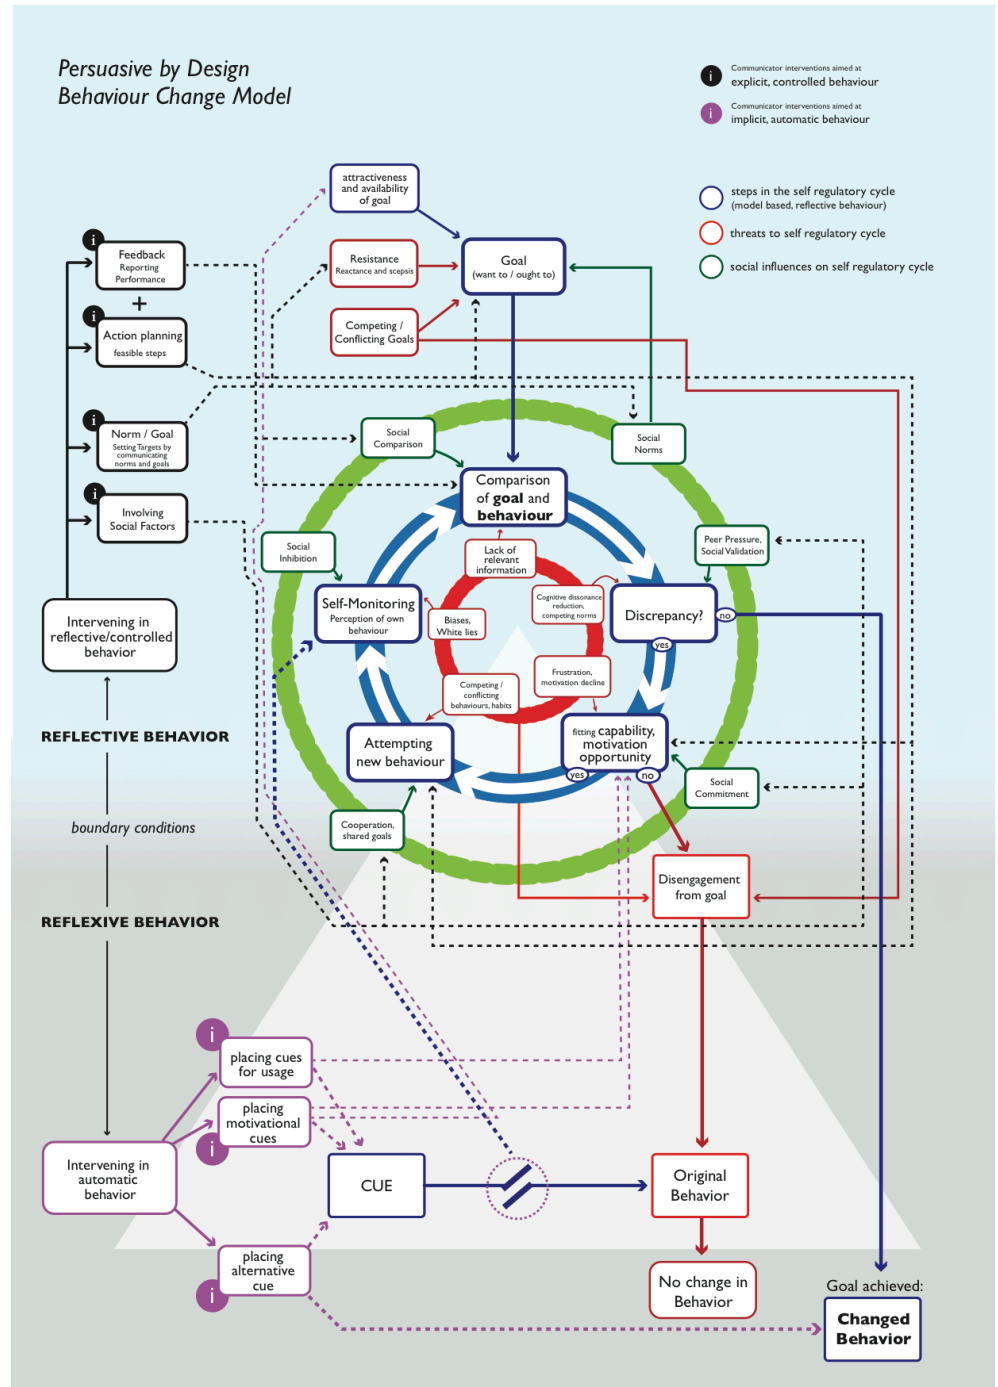 Persuasive by Design
Behaviour Change Model
i
Communicator interventions aimed at
explicit, controlled behaviour
i
Communicator interventions aimed at
implicit, automatic behaviour
steps in the self regulatory cycle
(model based, reflective behaviour)
threats to self regulatory cycle
social influences on self regulatory cycle
attractiveness
and availability
of goal
i
Feedback
Reporting
Performance
+
Resistance
Reactance and scepsis
Goal
(want to / ought to)
i
Action planning
feasible steps
Competing /
Conflicting Goals
i
Norm / Goal
Setting Targets by
communicating
norms and goals
Social
Comparison
Social
Norms
i
Involving
Social Factors
Comparison
of goal and
behaviour
Social
Inhibition
Lack of
relevant
information
Peer Pressure,
Social Validation
Intervening in
reflective/controlled
behavior
Self-Monitoring
Perception of own
behaviour
Biases,
White lies
Cognitive dissonance
reduction,
competing norms
Discrepancy?
no
yes
Competing /
conflicting
behaviours, habits
Frustration,
motivation decline
REFLECTIVE BEHAVIOR
Attempting
new behaviour
fitting capability,
motivation
opportunity
yes
no
Social
Commitment
boundary conditions
Cooperation,
shared goals
Disengagement
from goal
REFLEXIVE BEHAVIOR
i
placing cues
for usage
placing
motivational
cues
i
Intervening in
automatic
behavior
CUE
Original
Behavior
placing
alternative
cue
i
No change in
Behavior
Goal achieved:
Changed
Behavior